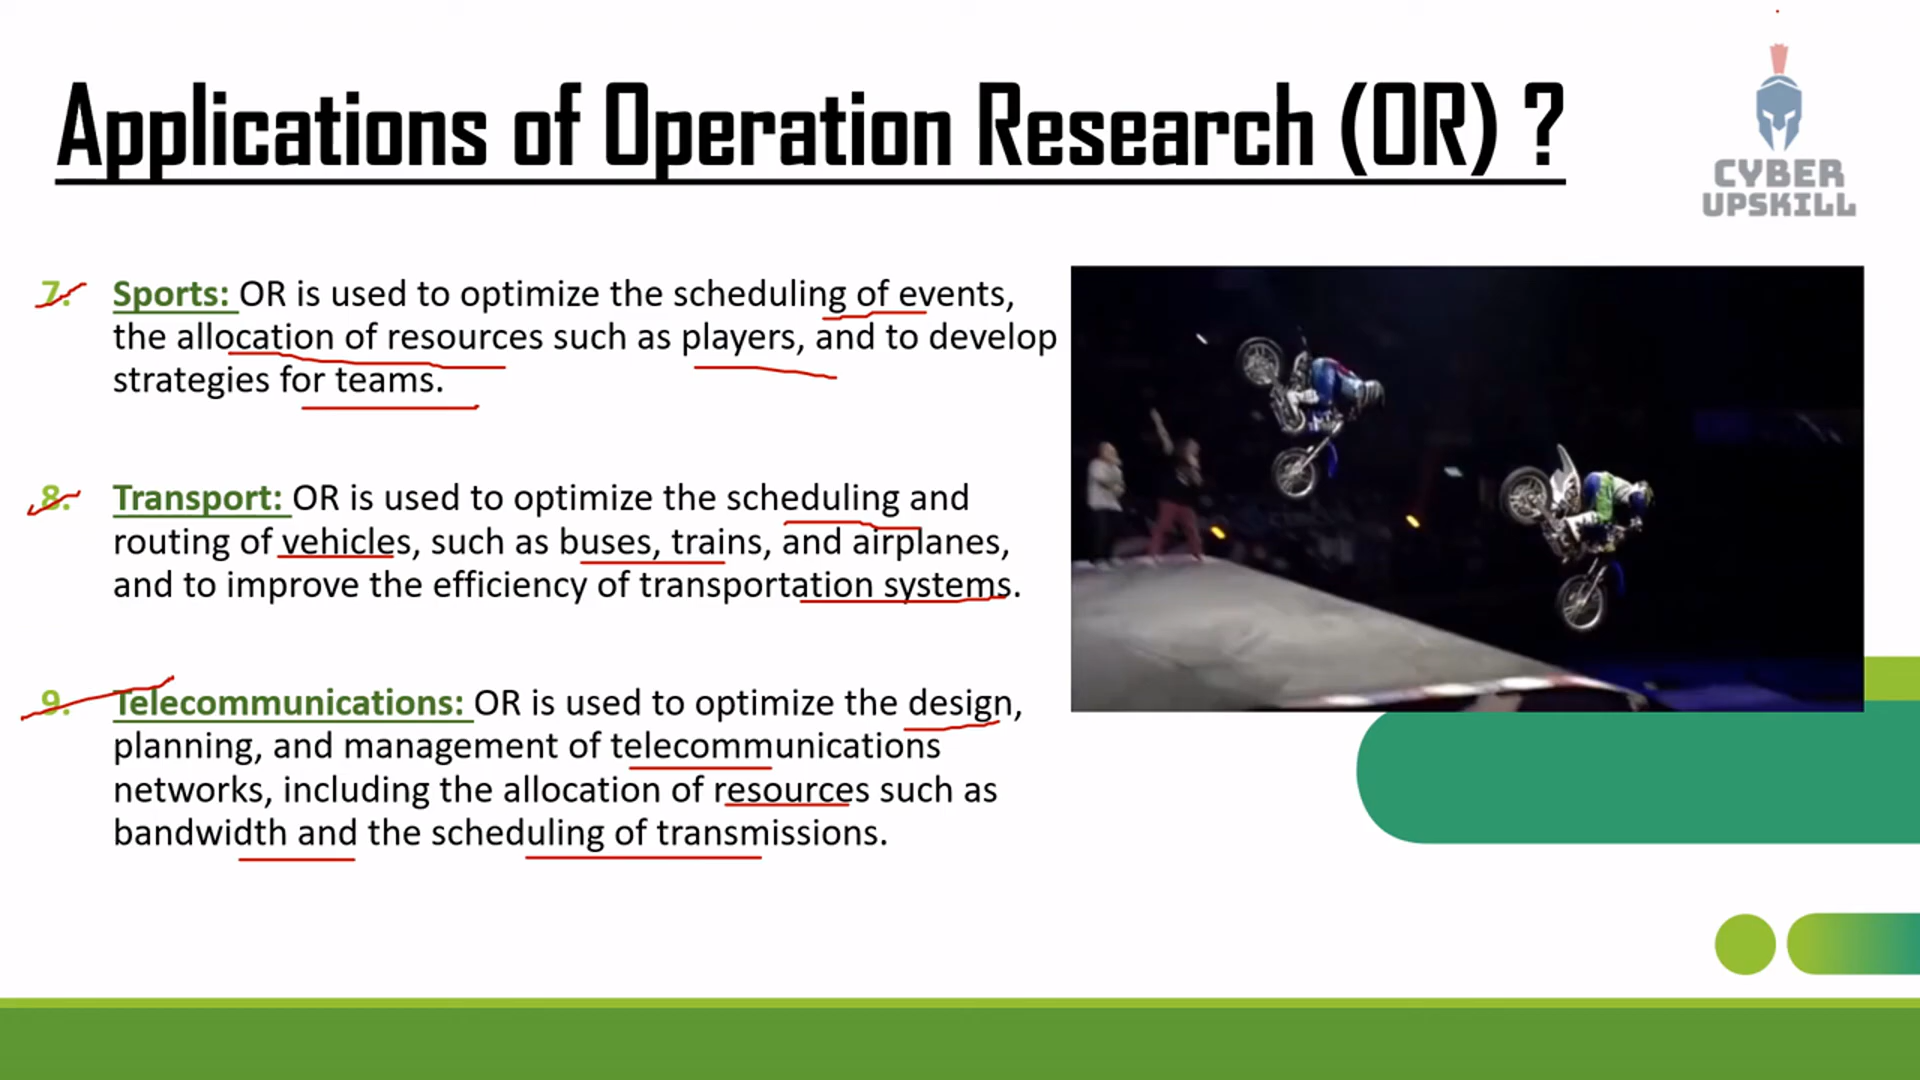 Applications of Operation Research (OR) ?
CYBER
UPSKILL
7. Sports: OR is used to optimize the scheduling of events,
the allocation of resources such as players, and to develop
strategies for teams.
8. Transport: OR is used to optimize the scheduling and
routing of vehicles, such as buses, trains, and airplanes,
and to improve the efficiency of transportation systems.
9. Telecommunications: OR is used to optimize the design,
planning, and management of telecommunications
networks, including the allocation of resources such as
bandwidth and the scheduling of transmissions.